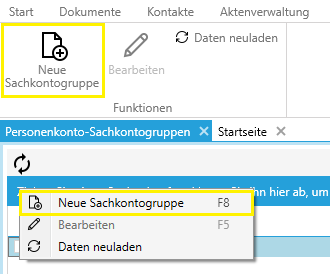 Start Dokumente Kontakte Aktenverwaltung
Neue
Sachkontogruppe
Bearbeiten
Daten neuladen
Funktionen
Personenkonto-Sachkontogruppen Startseite
ihn hier ab, um
Neue Sachkontogruppe F8
Bearbeiten F5
Daten neuladen